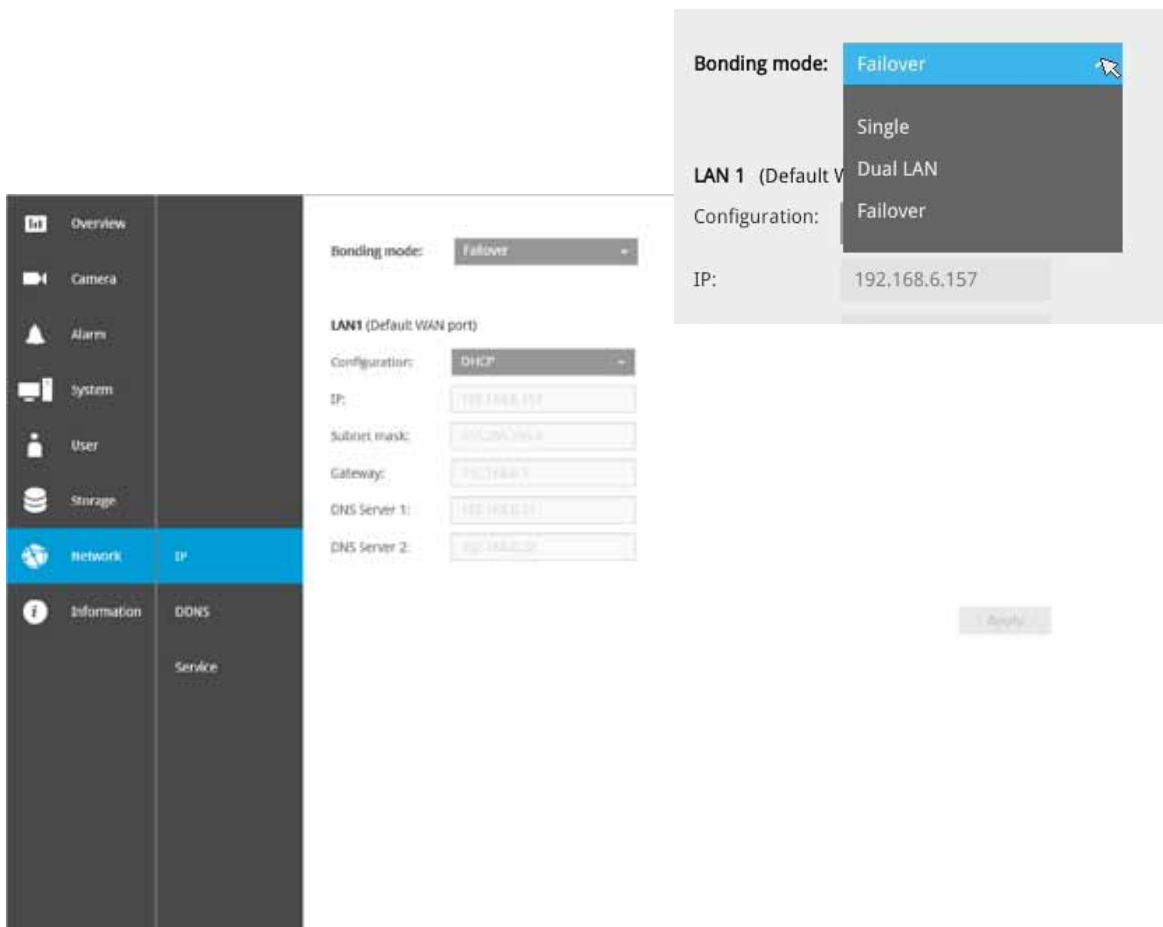 Bonding mode: Failover
Single
Dual LAN
Failover
LAN 1 (Default W
Configuration:
IP: 192.168.6.157
Overview
Camera
Alarm
System
User
Storage
Network
Information
IP
DDNS
Service
Bonding mode: Failover
LAN1 (Default WAN port)
Configuration: DHCP
IP:
Subnet mask:
Gateway:
DNS Server 1:
DNS Server 2:
Apply